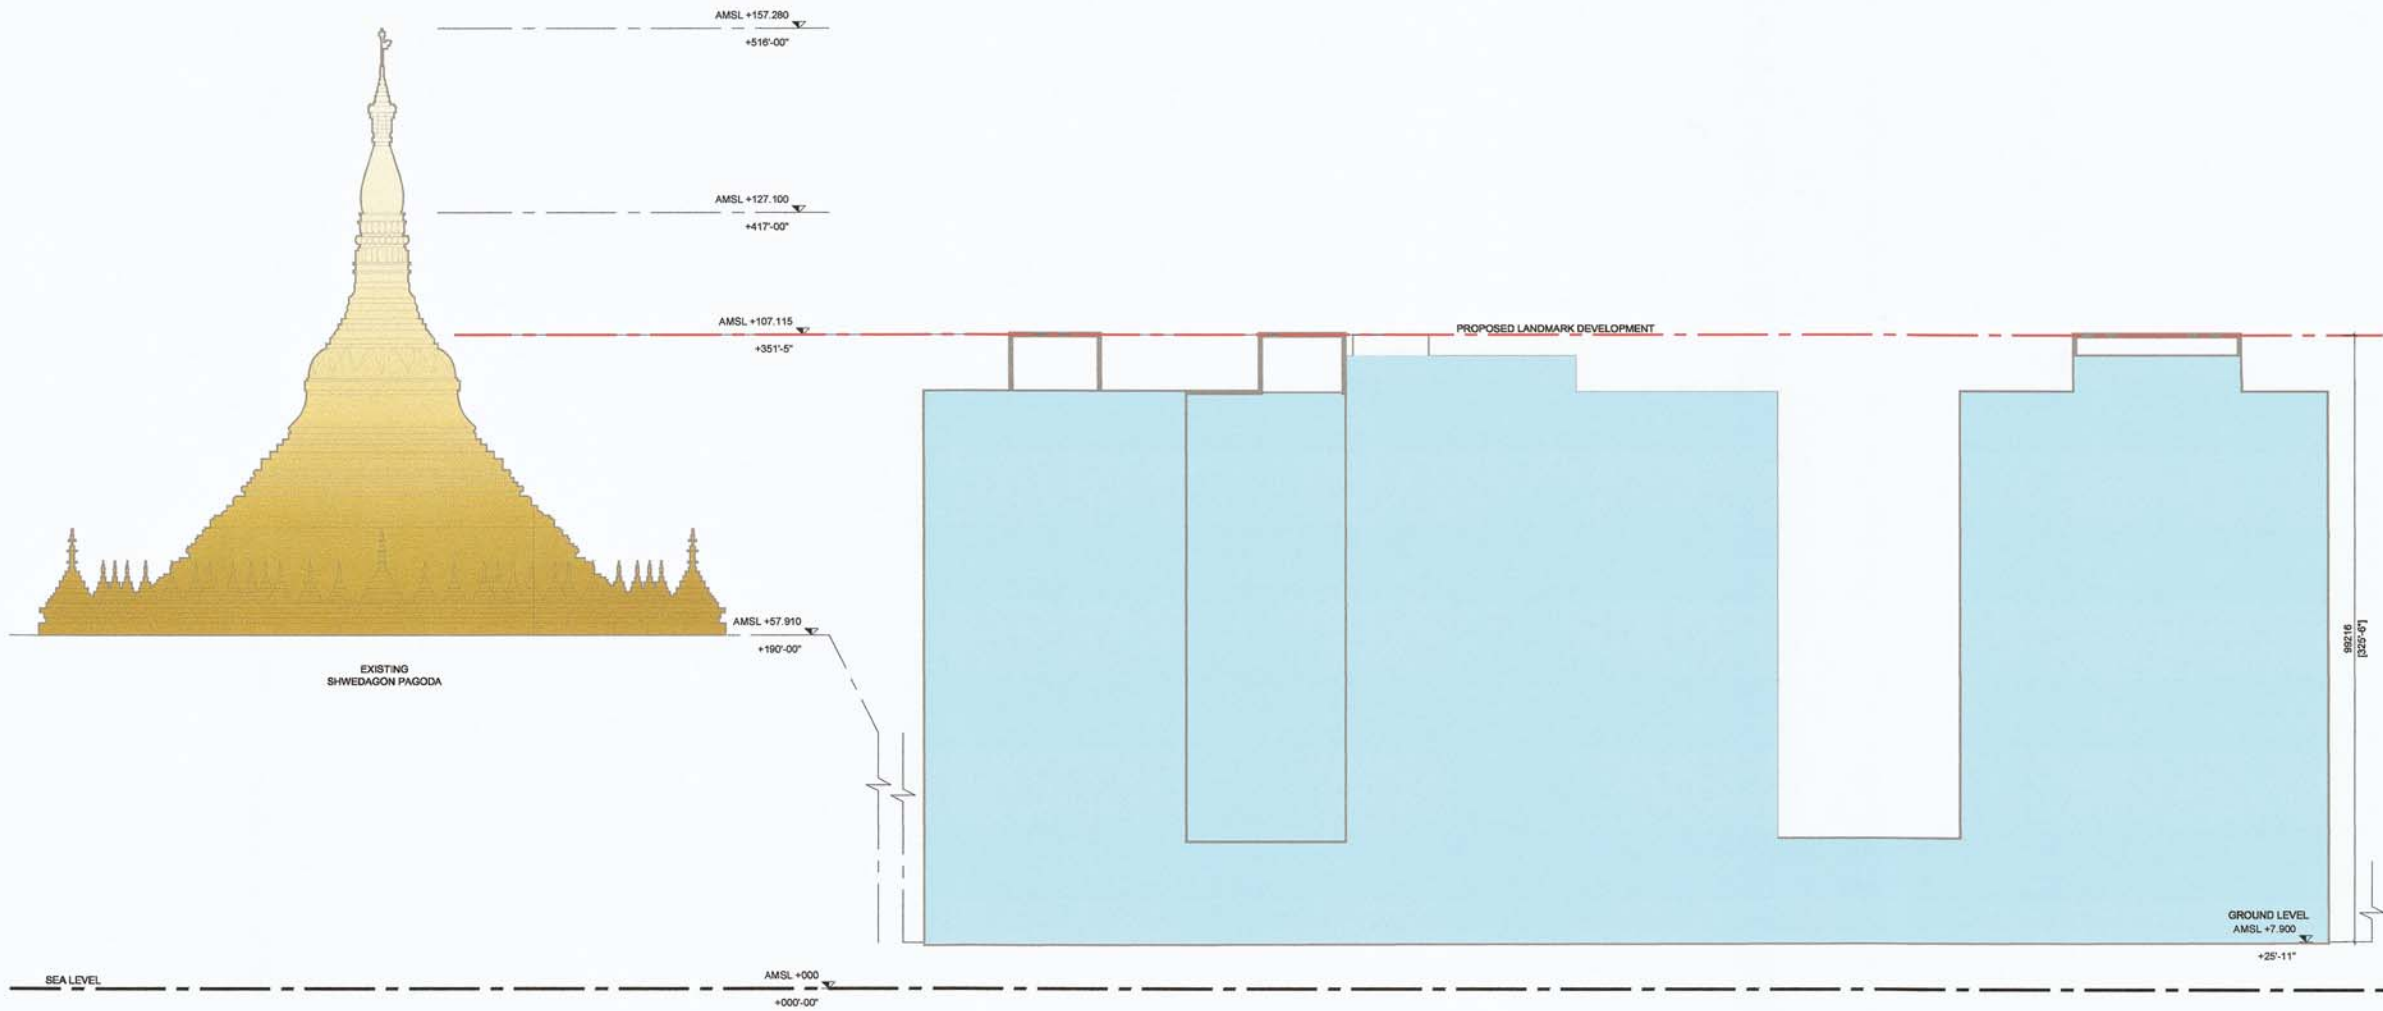 AMSL +157.280
+516'-00"
AMSL +127.100
+417'-00"
AMSL +107.115
+351'-5"
PROPOSED LANDMARK DEVELOPMENT
AMSL +57.910
+190'-00"
EXISTING
SHWEDAGON PAGODA
99216
[325'-6"]
GROUND LEVEL
AMSL +7.900
+25'-11"
SEA LEVEL
AMSL +000
+000'-00"